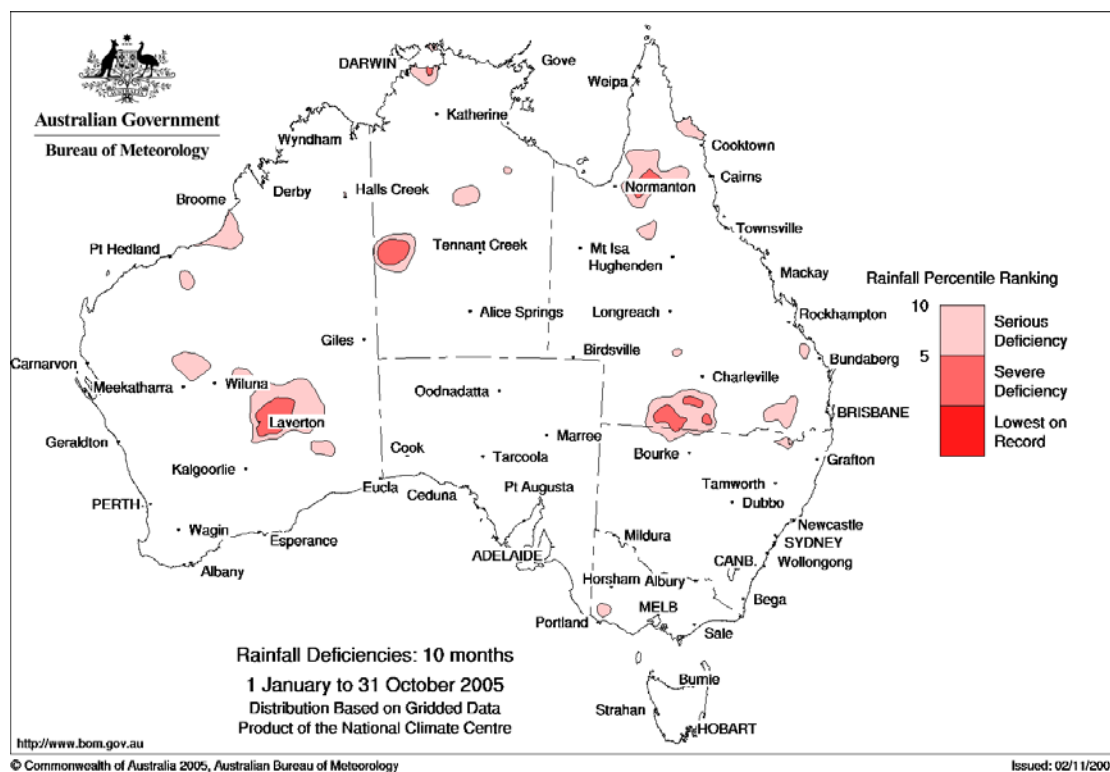 Australian Government
Bureau of Meteorology
DARWIN
Gove
Weipa
Katherine
Wyndham
Cooktown
Halls Creek
Derby
Normanton
Cairns
Broome
Townsville
Pt Hedland
Tennant Creek
Mt Isa
Hughenden
Mackay
Rainfall Percentile Ranking
10
Serious
Deficiency
5
Severe
Deficiency
Lowest on
Record
Alice Springs
Longreach
Rockhampton
Giles
Birdsville
Bundaberg
Carnarvon
Meekatharra
Wiluna
Oodnadatta
Charleville
Laverton
BRISBANE
Geraldton
Marree
Cook
Tarcoola
Bourke
Grafton
Kalgoorlie
Eucla
Ceduna
Pt Augusta
Tamworth
Dubbo
PERTH
Wagin
Esperance
Mildura
Newcastle
SYDNEY
ADELAIDE
CANB.
Wollongong
Albany
Horsham
Albury
Bega
MELB
Portland
Sale
Rainfall Deficiencies: 10 months
1 January to 31 October 2005
Distribution Based on Gridded Data
Product of the National Climate Centre
Burnie
Strahan
HOBART
http://www.bom.gov.au
© Commonwealth of Australia 2005, Australian Bureau of Meteorology
Issued: 02/11/200